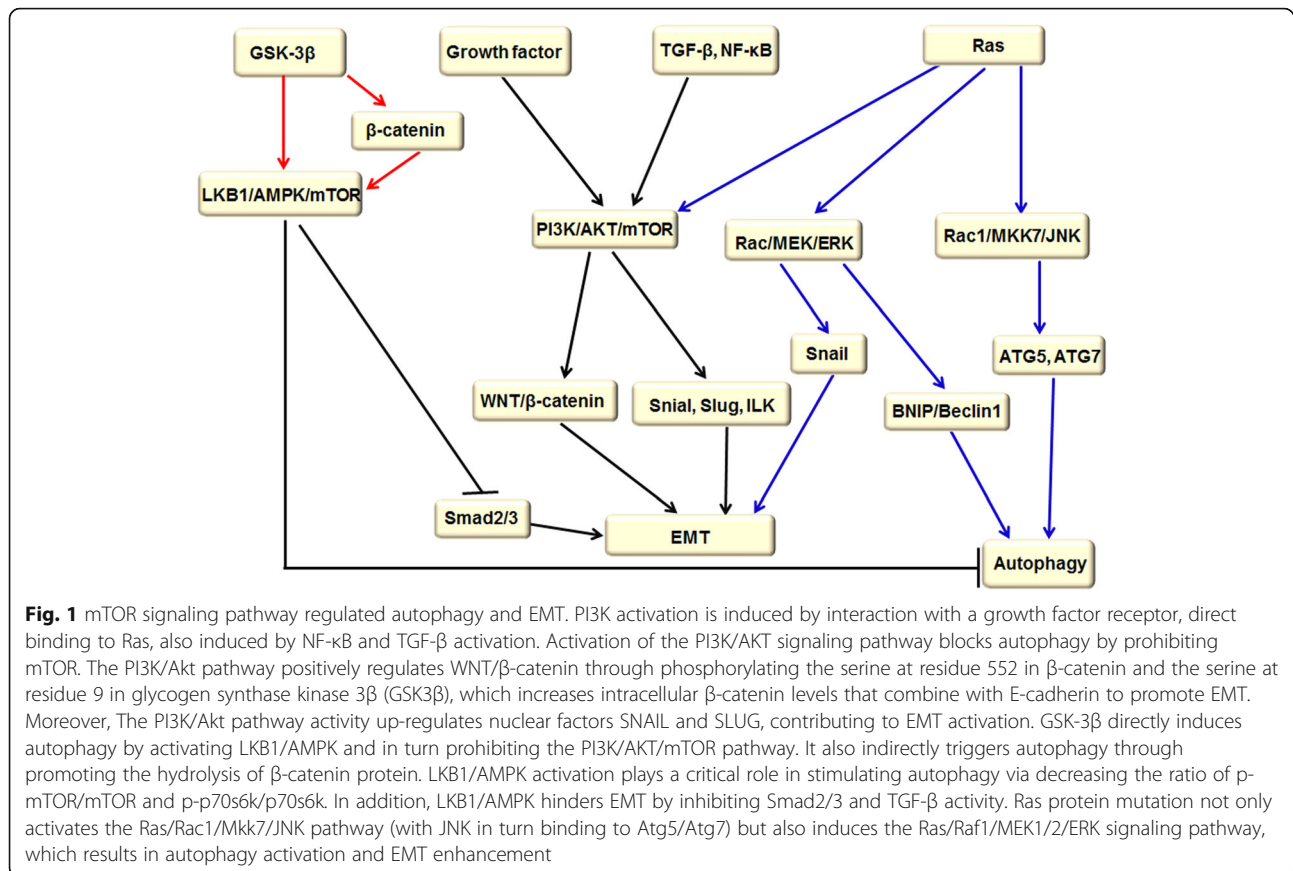 GSK-3β
Growth factor
TGF-β, NF-κB
Ras
β-catenin
LKB1/AMPK/mTOR
PI3K/AKT/mTOR
Rac/MEK/ERK
Rac1/MKK7/JNK
Snail
ATG5, ATG7
WNT/β-catenin
Snial, Slug, ILK
BNIP/Beclin1
Smad2/3
EMT
Autophagy
Fig. 1 mTOR signaling pathway regulated autophagy and EMT. PI3K activation is induced by interaction with a growth factor receptor, direct
binding to Ras, also induced by NF-κB and TGF-β activation. Activation of the PI3K/AKT signaling pathway blocks autophagy by prohibiting
mTOR. The PI3K/Akt pathway positively regulates WNT/β-catenin through phosphorylating the serine at residue 552 in β-catenin and the serine at
residue 9 in glycogen synthase kinase 3β (GSK3β), which increases intracellular β-catenin levels that combine with E-cadherin to promote EMT.
Moreover, The PI3K/Akt pathway activity up-regulates nuclear factors SNAIL and SLUG, contributing to EMT activation. GSK-3β directly induces
autophagy by activating LKB1/AMPK and in turn prohibiting the PI3K/AKT/mTOR pathway. It also indirectly triggers autophagy through
promoting the hydrolysis of β-catenin protein. LKB1/AMPK activation plays a critical role in stimulating autophagy via decreasing the ratio of p-
mTOR/mTOR and p-p70s6k/p70s6k. In addition, LKB1/AMPK hinders EMT by inhibiting Smad2/3 and TGF-β activity. Ras protein mutation not only
activates the Ras/Rac1/Mkk7/JNK pathway (with JNK in turn binding to Atg5/Atg7) but also induces the Ras/Raf1/MEK1/2/ERK signaling pathway,
which results in autophagy activation and EMT enhancement